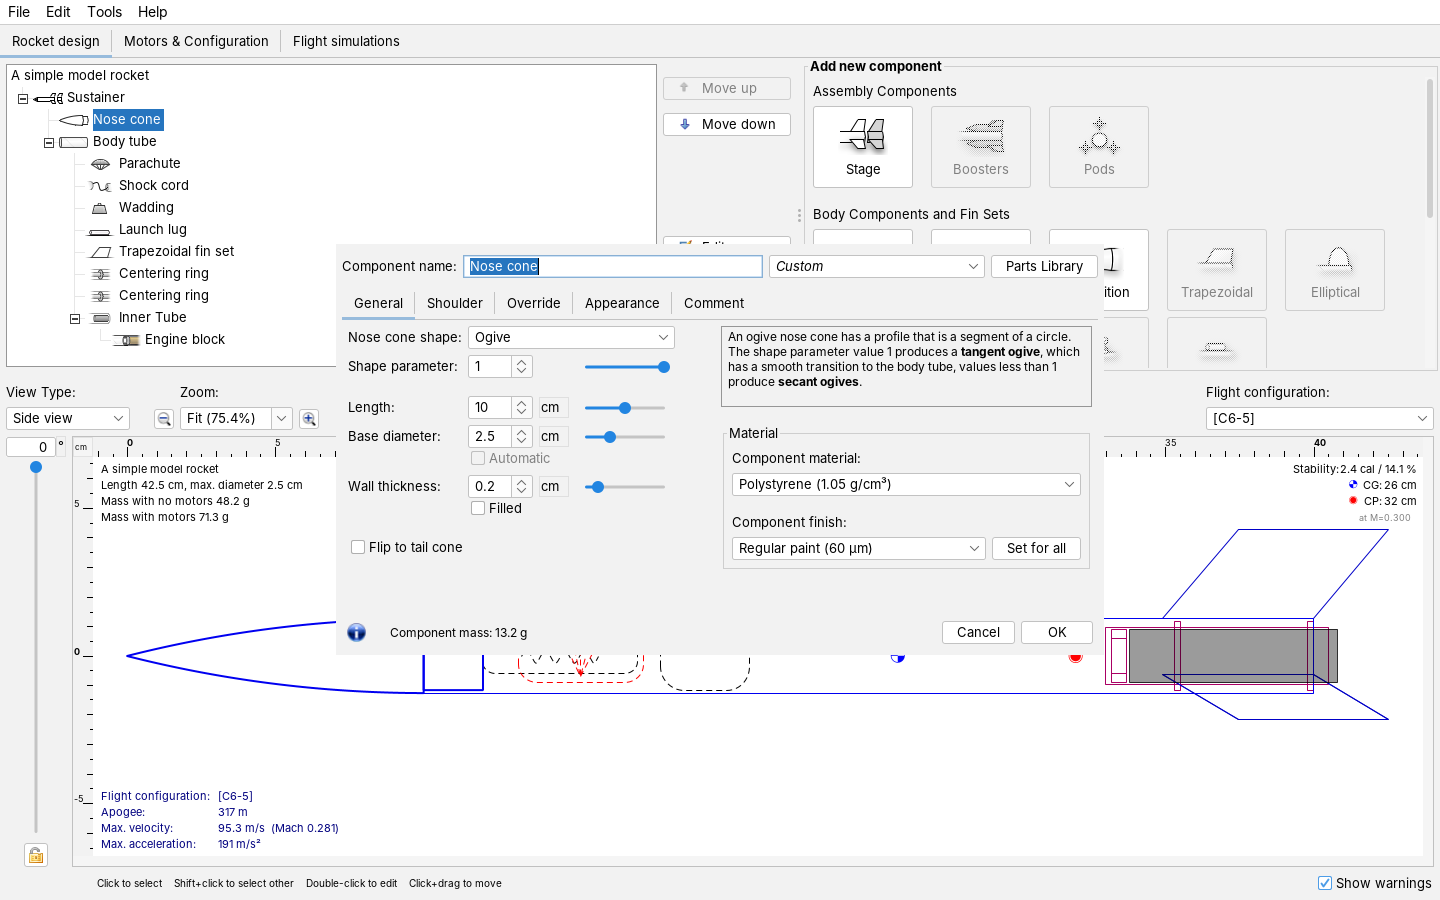 File Edit Tools Help
Rocket design Motors & Configuration Flight simulations
A simple model rocket
Sustainer
Nose cone
Body tube
Parachute
Shock cord
Wadding
Launch lug
Trapezoidal fin set
Centering ring
Centering ring
Inner Tube
Engine block
Move up
Move down
Add new component
Assembly Components
Stage Boosters Pods
Body Components and Fin Sets
Trapezoidal Elliptical
Component name: Nose cone Custom Parts Library
General Shoulder Override Appearance Comment
Nose cone shape: Ogive
Shape parameter: 1
Length: 10 cm
Base diameter: 2.5 cm
Automatic
Wall thickness: 0.2 cm
Filled
Flip to tail cone
An ogive nose cone has a profile that is a segment of circle.
The shape parameter value 1 produces a tangent ogive, which
has a smooth transition to the body tube, values less than 1
produce secant ogives.
Material
Component material:
Polystyrene (1.05 g/cm³)
Component finish:
Regular paint (60 µm) Set for all
Component mass: 13.2 g
Cancel OK
View Type: Zoom:
Side view Fit (75.4%)
Flight configuration:
[C6-5]
0 °
cm 0 5 35 40
5
0
-5
A simple model rocket
Length 42.5 cm, max. diameter 2.5 cm
Mass with no motors 48.2 g
Mass with motors 71.3 g
Stability: 2.4 cal / 14.1 %
CG: 26 cm
CP: 32 cm
at M=0.300
Flight configuration: [C6-5]
Apogee: 317 m
Max. velocity: 95.3 m/s (Mach 0.281)
Max. acceleration: 191 m/s²
Click to select Shift+click to select other Double-click to edit Click+drag to move
Show warnings